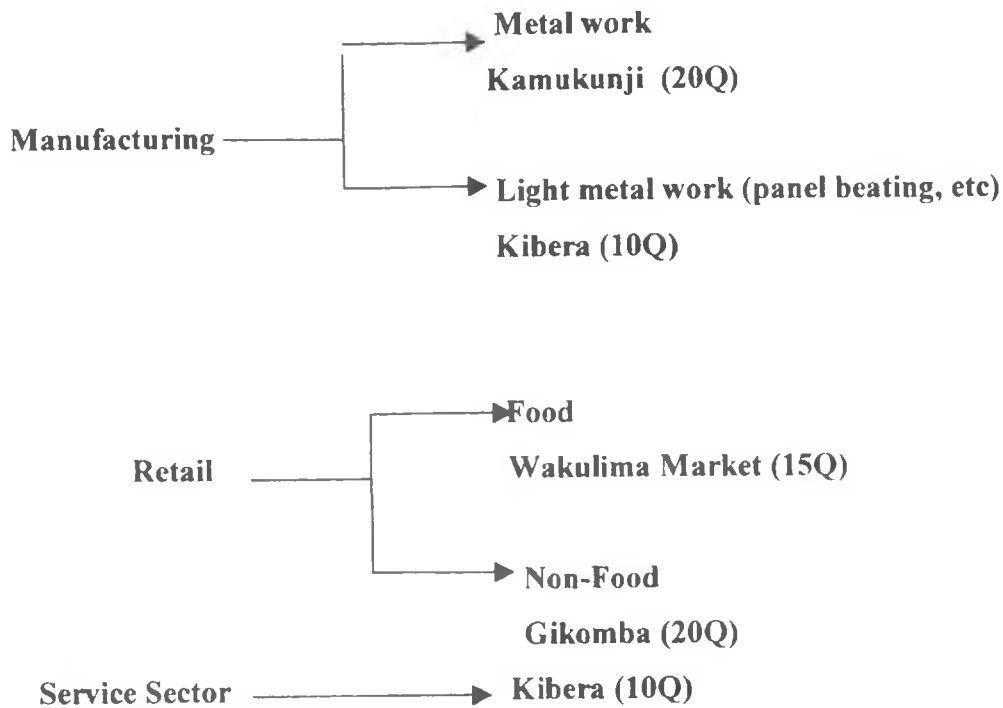 Metal work
Kamukunji (20Q)
Manufacturing
Light metal work (panel beating, etc)
Kibera (10Q)
Food
Retail
Wakulima Market (15Q)
Non-Food
Gikomba (20Q)
Service Sector
Kibera (10Q)